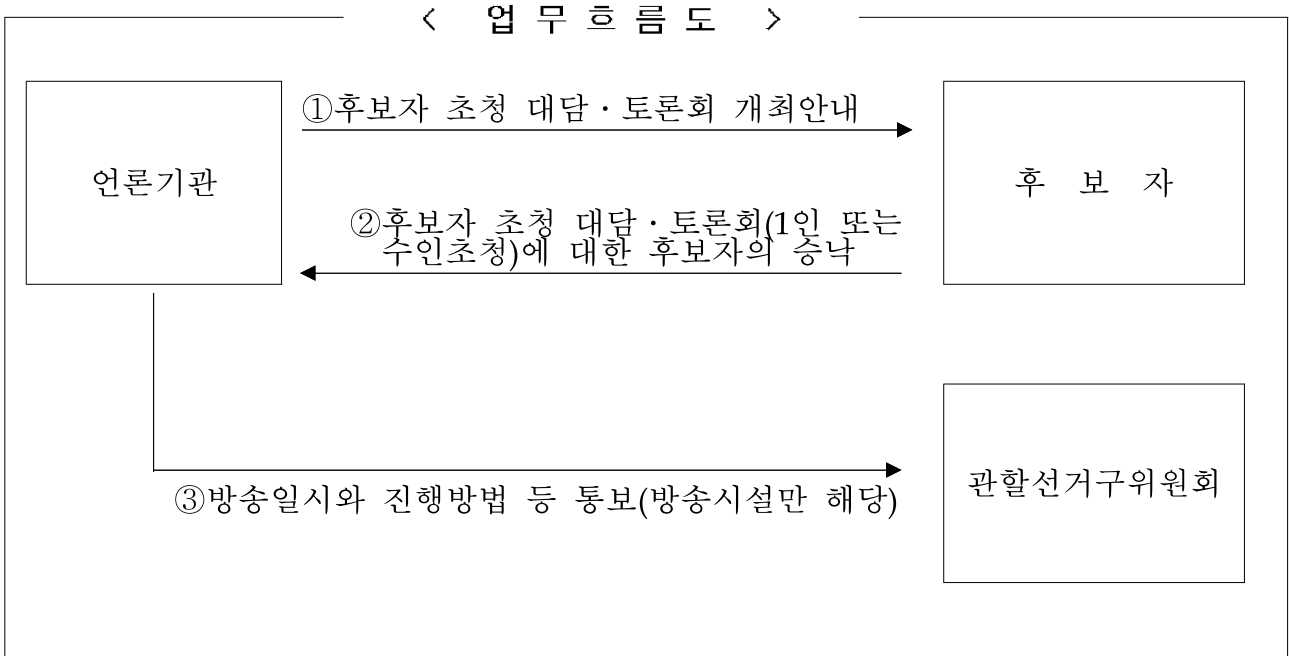 < 업 무 흐 름 도 >
①후보자 초청 대담·토론회 개최안내
언론기관
후 보 자
②후보자 초청 대담·토론회(1인 또는
수인초청)에 대한 후보자의 승낙
관할선거구위원회
③방송일시와 진행방법 등 통보(방송시설만 해당)